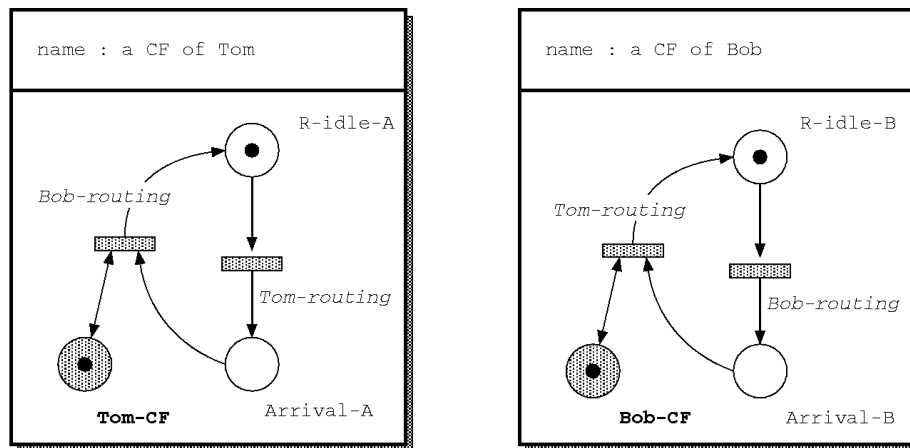 name : a CF of Tom
R-idle-A
Bob-routing
Tom-routing
Tom-CF
Arrival-A
name : a CF of Bob
R-idle-B
Tom-routing
Bob-routing
Bob-CF
Arrival-B